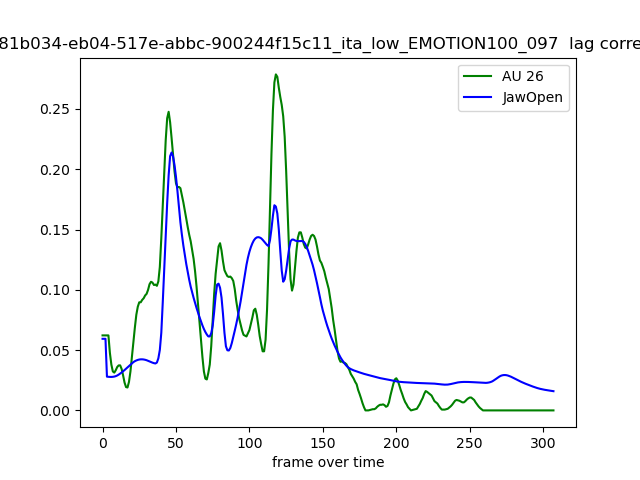 81b034-eb04-517e-abbc-900244f15c11_ita_low_EMOTION100_097 lag corre
AU 26
JawOpen
0.25
0.20
0.15
0.10
0.05
0.00
0 50 100 150 200 250 300
frame over time